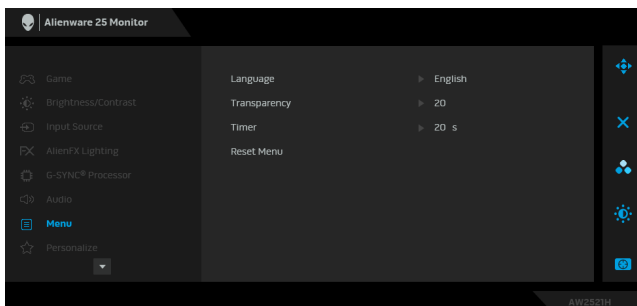 Alienware 25 Monitor
Game
Brightness/Contrast
Input Source
AlienFX Lighting
G-SYNC® Processor
Audio
Menu
Personalize
Language English
Transparency 20
Timer 20 s
Reset Menu
AW2521H